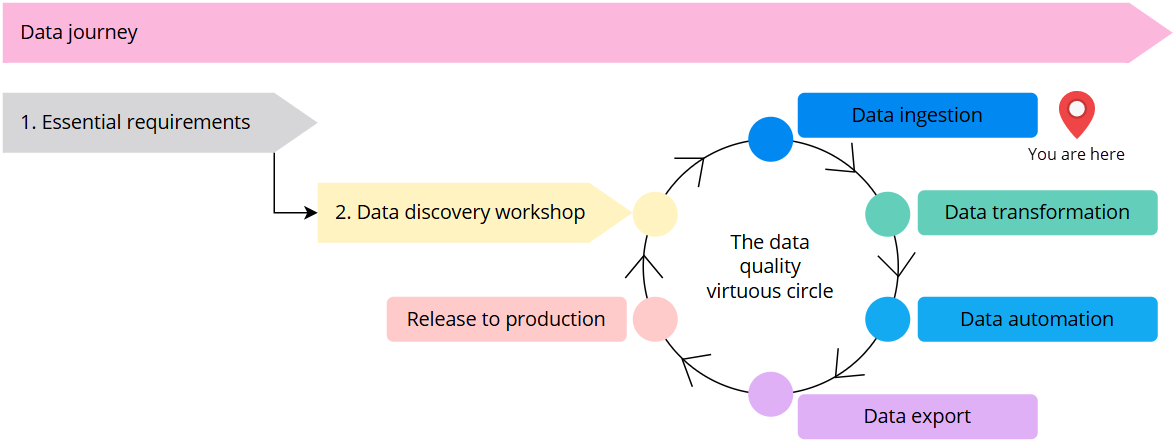 Data journey
1. Essential requirements
Data ingestion
You are here
2. Data discovery workshop
Data transformation
The data
quality
virtuous circle
Release to production
Data automation
Data export